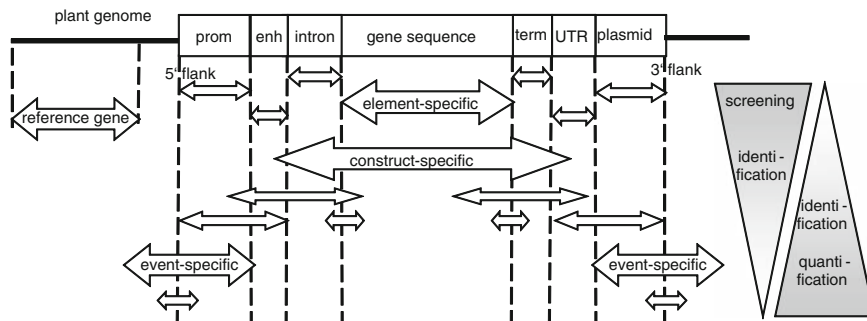 plant genome
prom enh intron gene sequence term UTR plasmid
5' flank 3' flank
reference gene
element-specific
construct-specific
event-specific event-specific
screening
identi -
fication
identi -
fication
quanti -
fication